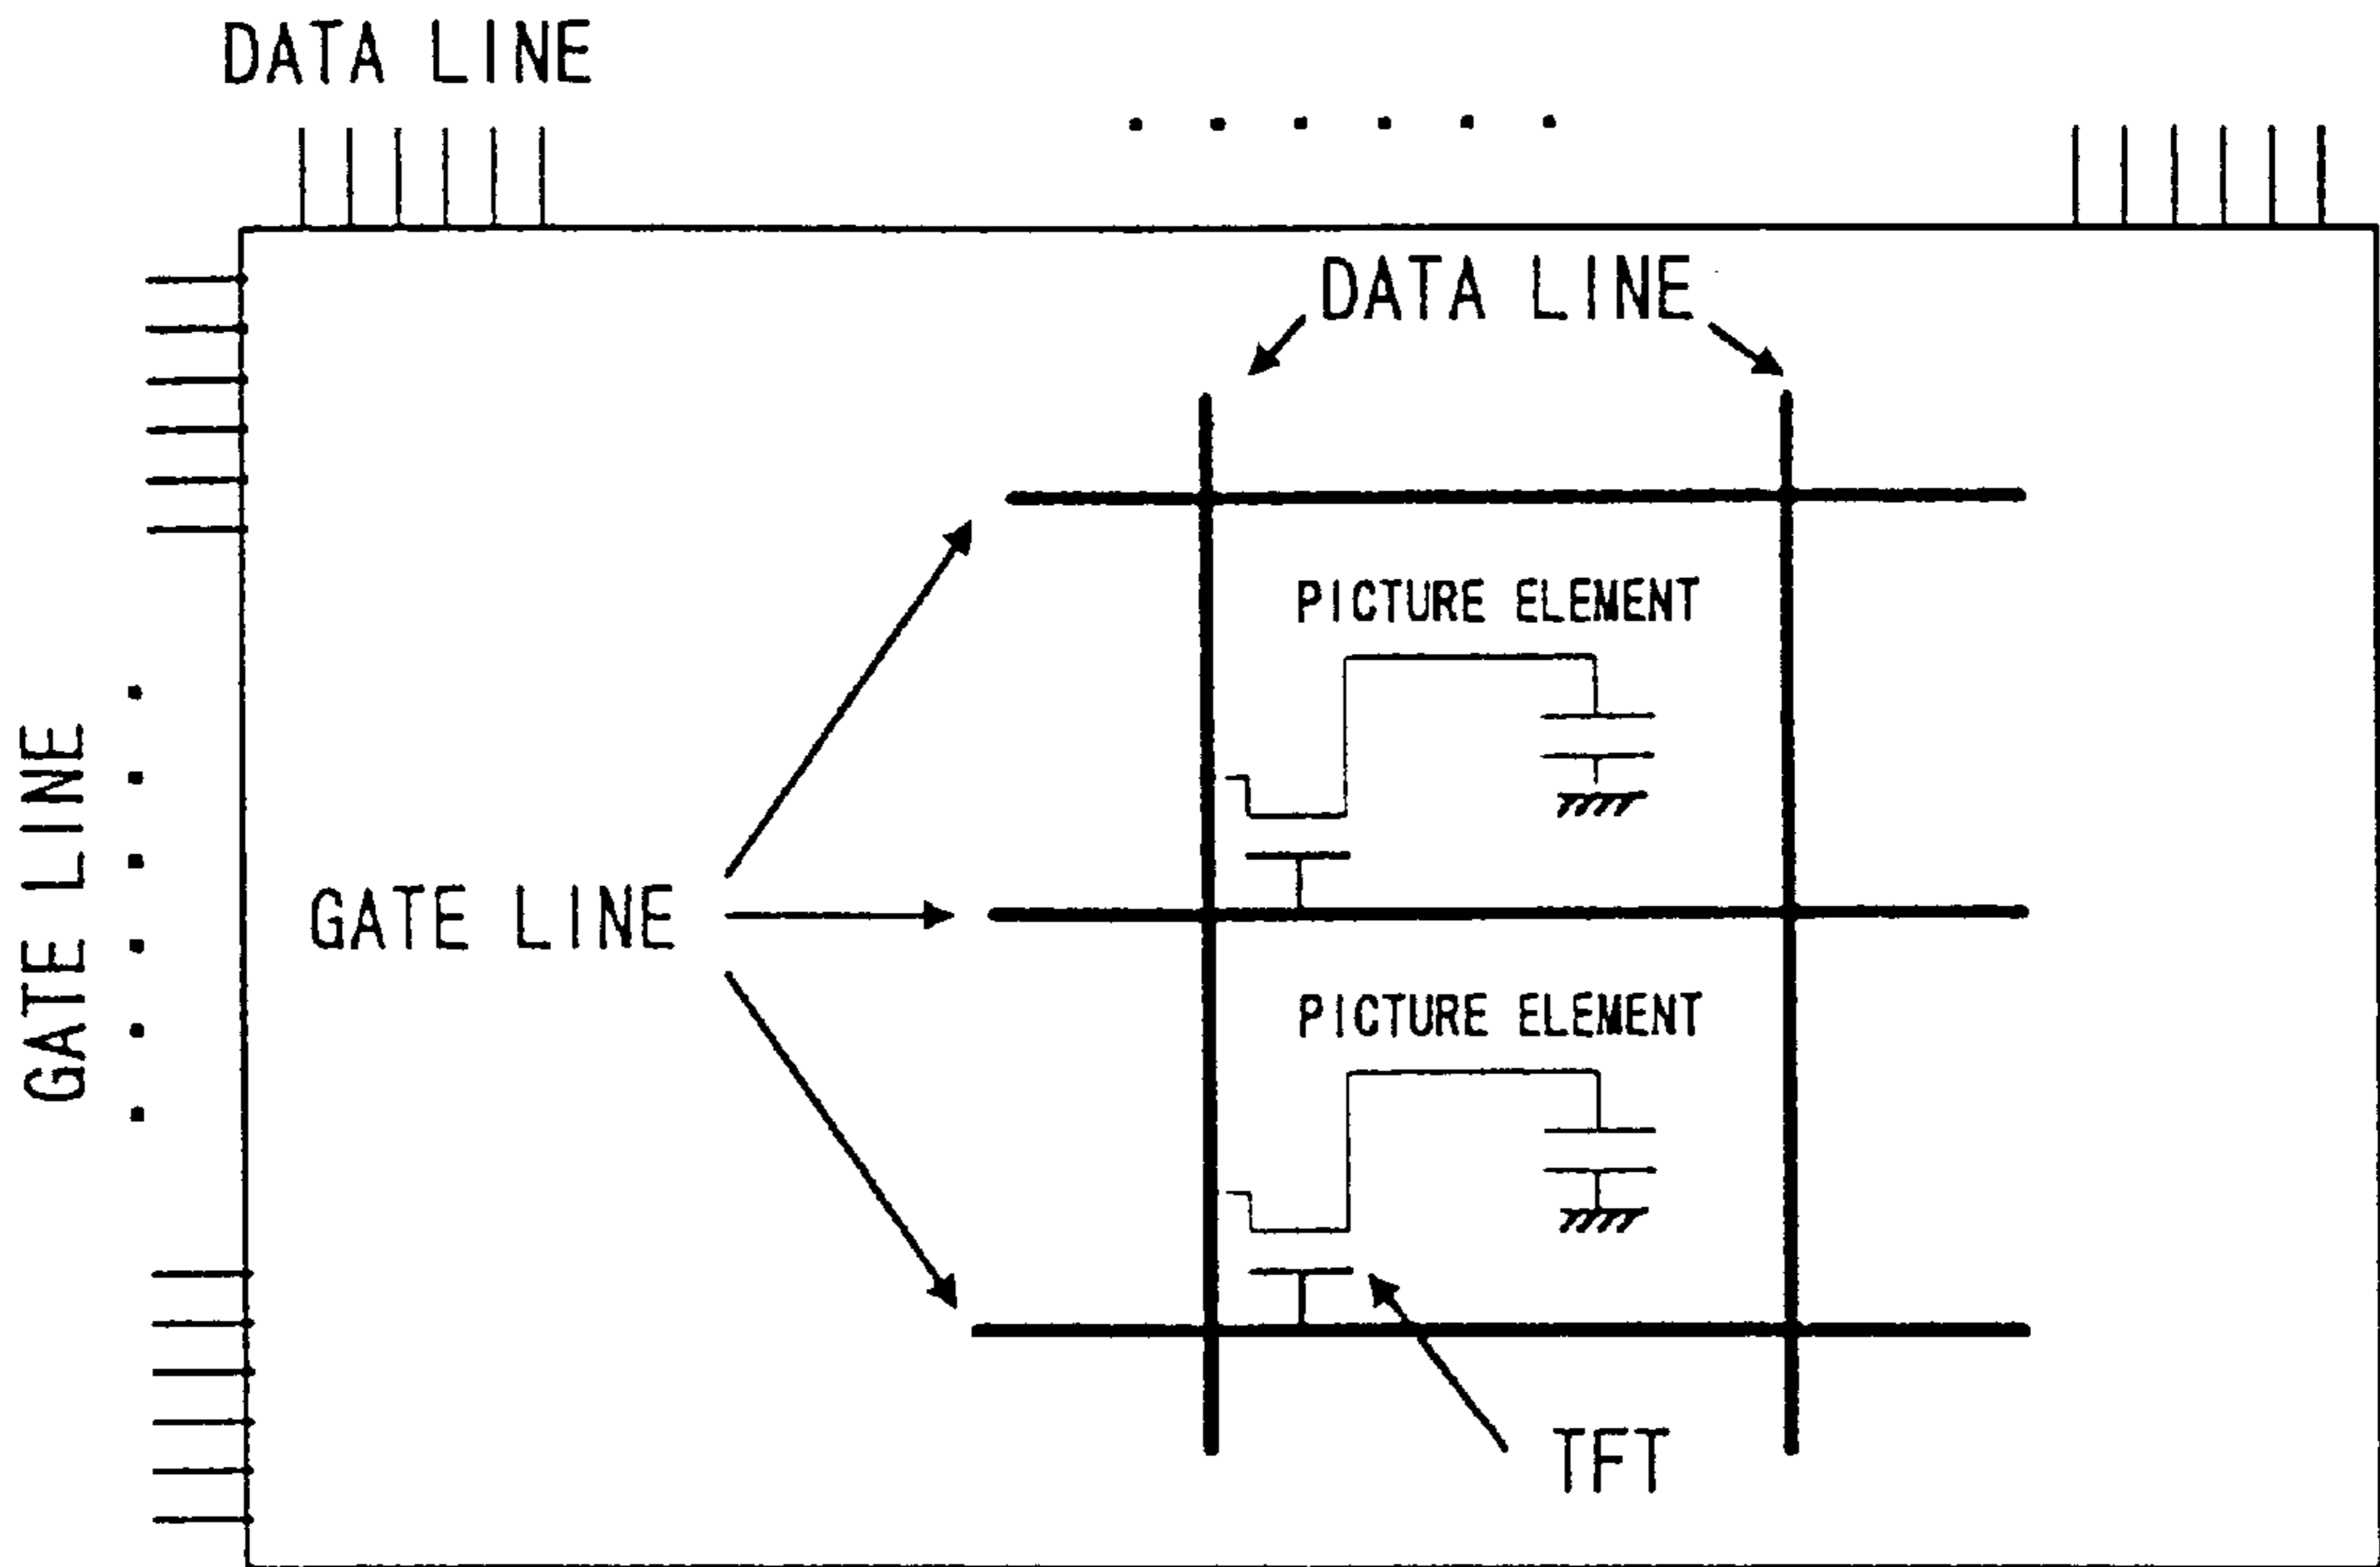 DATA LINE
DATA LINE
PICTURE ELEMENT
GATE LINE
GATE LINE
PICTURE ELEMENT
TFT